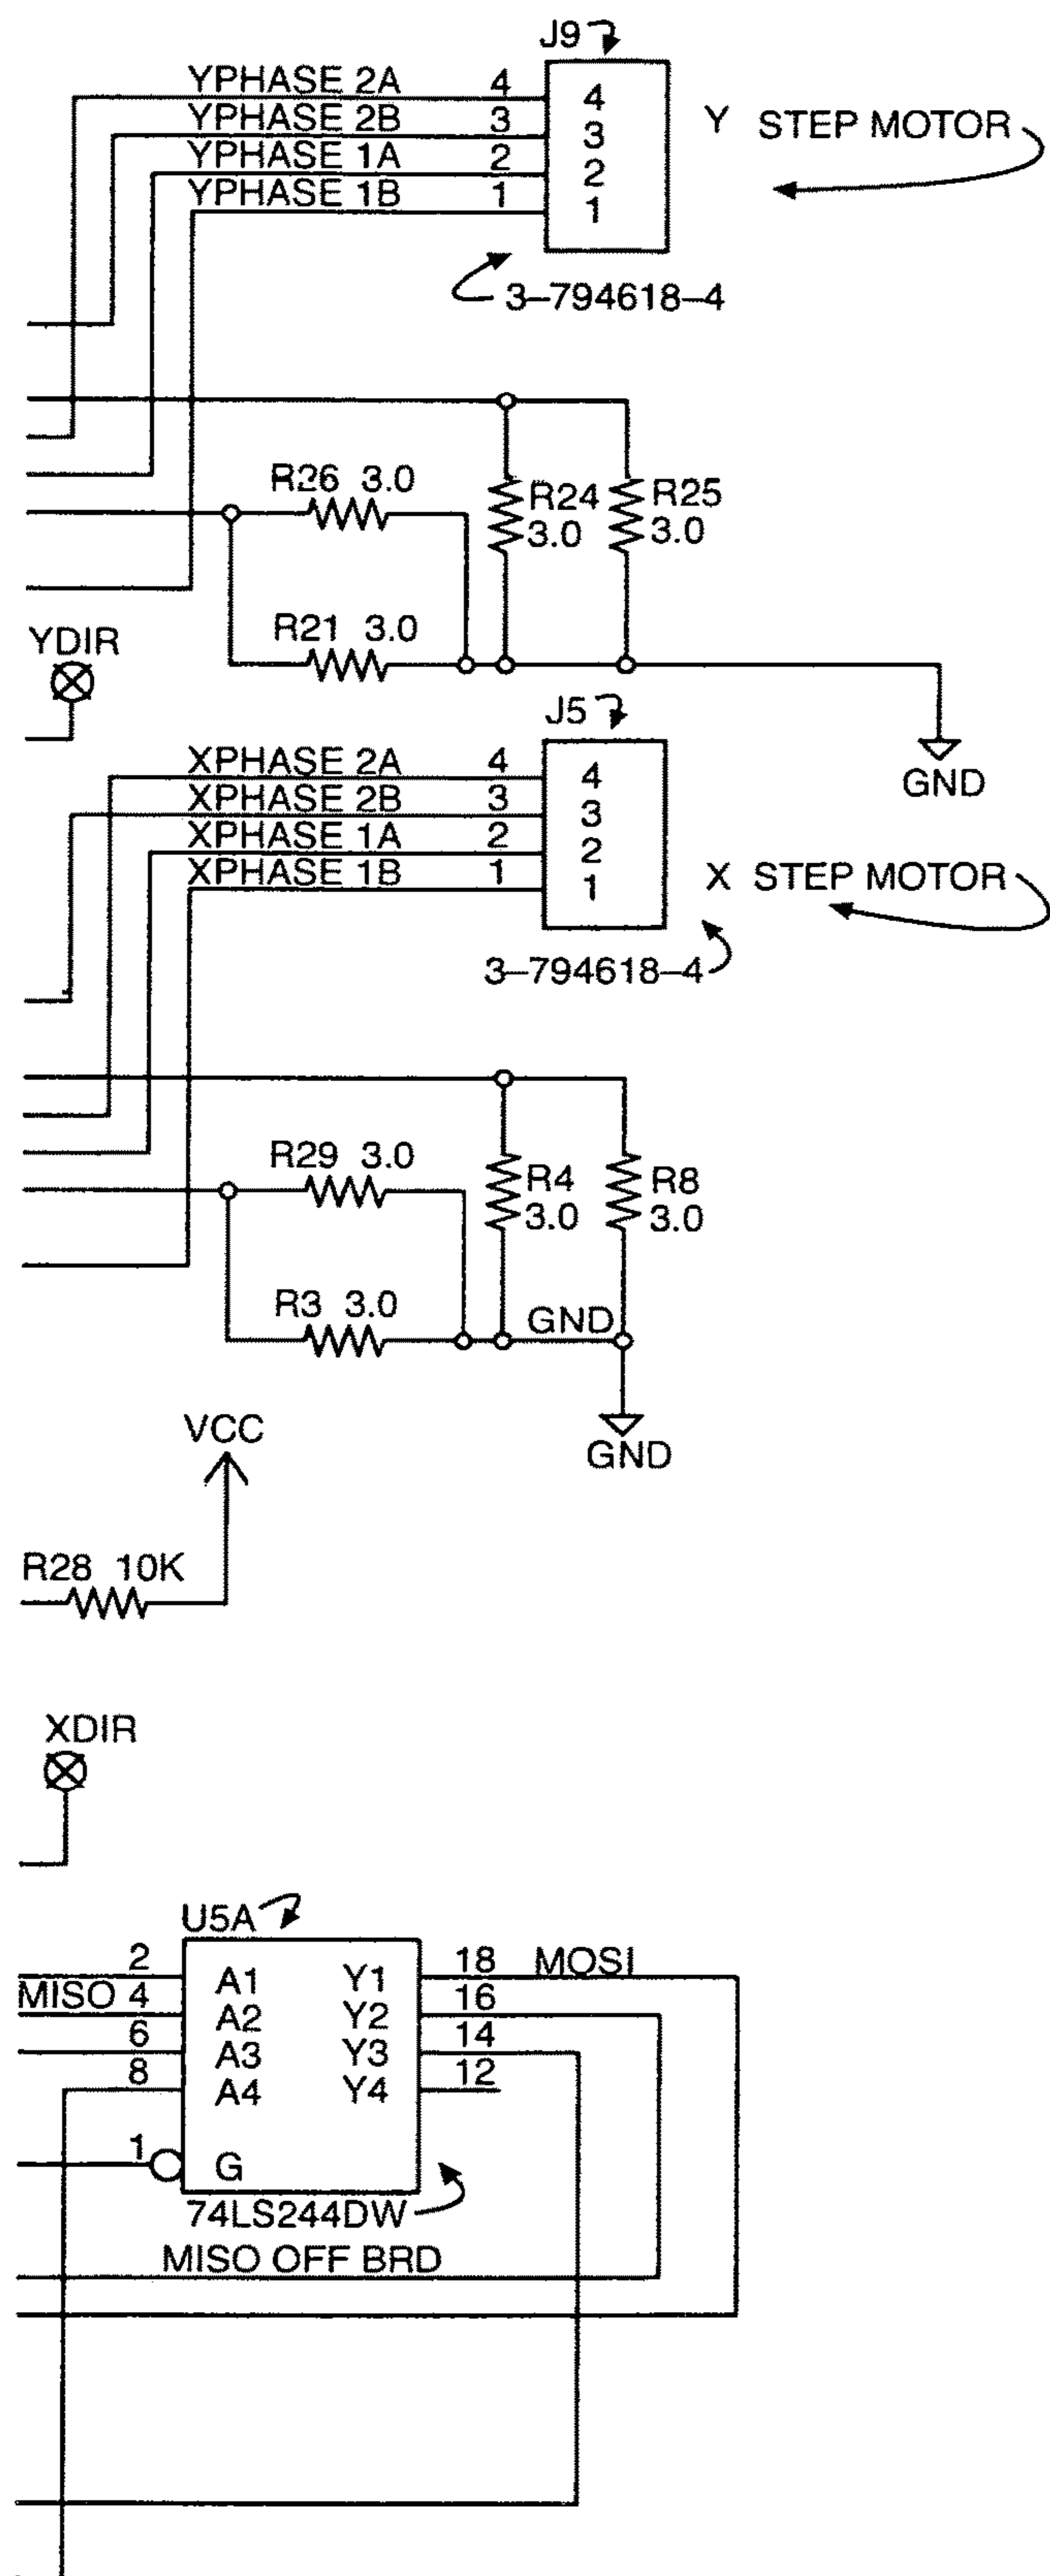 J9
YPHASE 2A 4 4
YPHASE 2B 3 3
YPHASE 1A 2 2
YPHASE 1B 1 1
Y STEP MOTOR
3–794618–4
R26 3.0
R24
3.0
R25
3.0
R21 3.0
YDIR
GND
J5
XPHASE 2A 4 4
XPHASE 2B 3 3
XPHASE 1A 2 2
XPHASE 1B 1 1
X STEP MOTOR
3–794618–4
R29 3.0
R4
3.0
R8
3.0
R3 3.0
GND
GND
VCC
R28 10K
XDIR
U5A
2 A1 Y1 18 MOSI
MISO 4 A2 Y2 16
6 A3 Y3 14
8 A4 Y4 12
1 G
74LS244DW
MISO OFF BRD